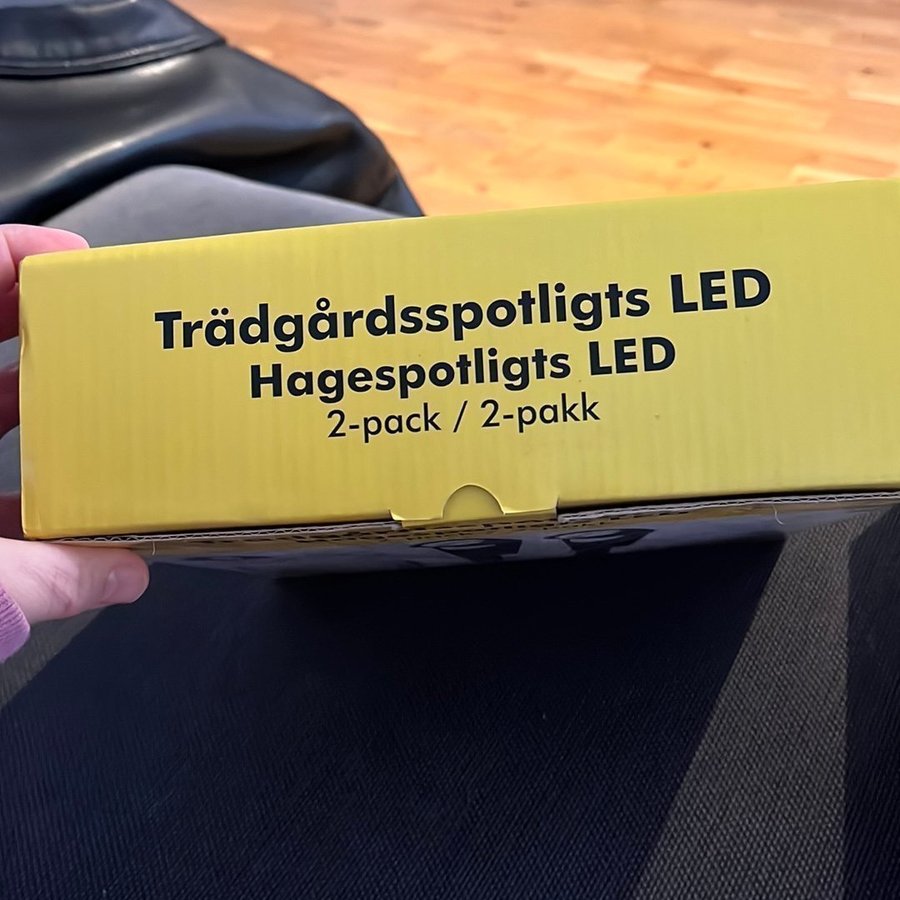 Trädgårdsspotligts LED
Hagespotligts LED
2-pack / 2-pakk